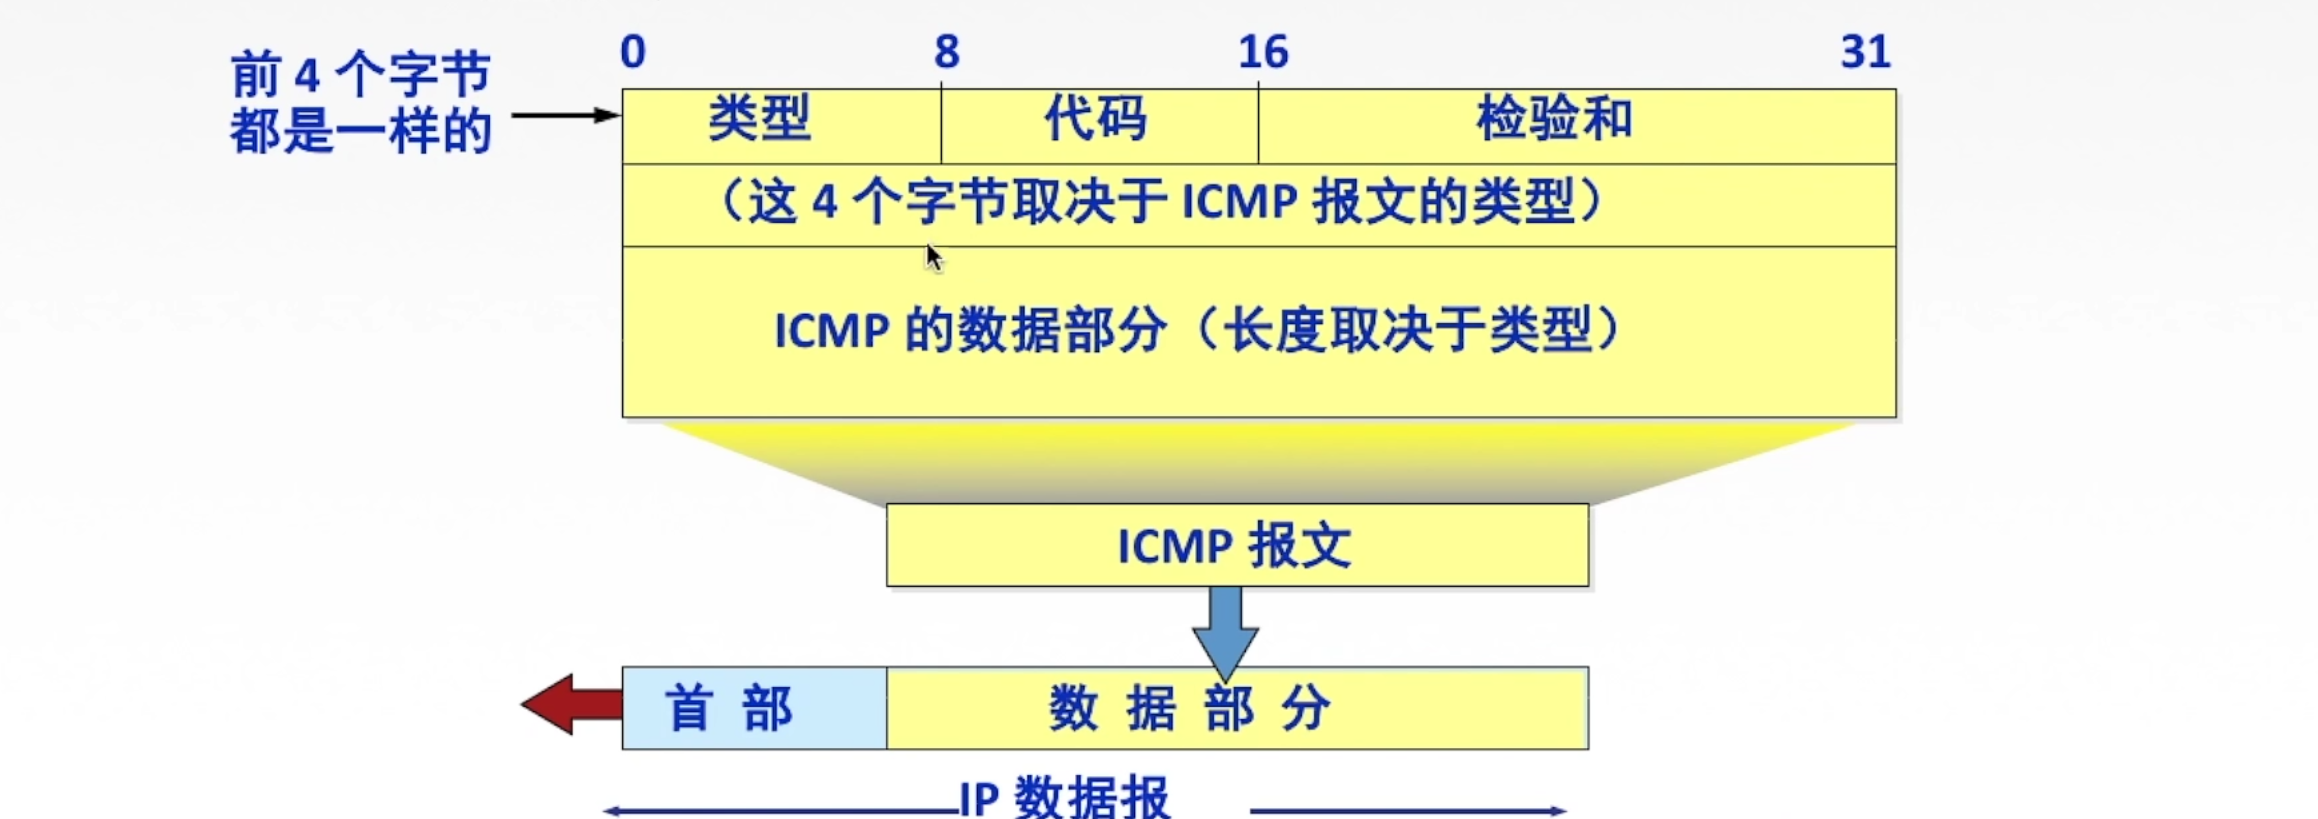 0 8 16 31
前 4 个字节
都是一样的
类型 代码 检验和
（这 4 个字节取决于 ICMP 报文的类型）
ICMP 的数据部分（长度取决于类型）
ICMP 报文
首 部 数 据 部 分
IP 数据报